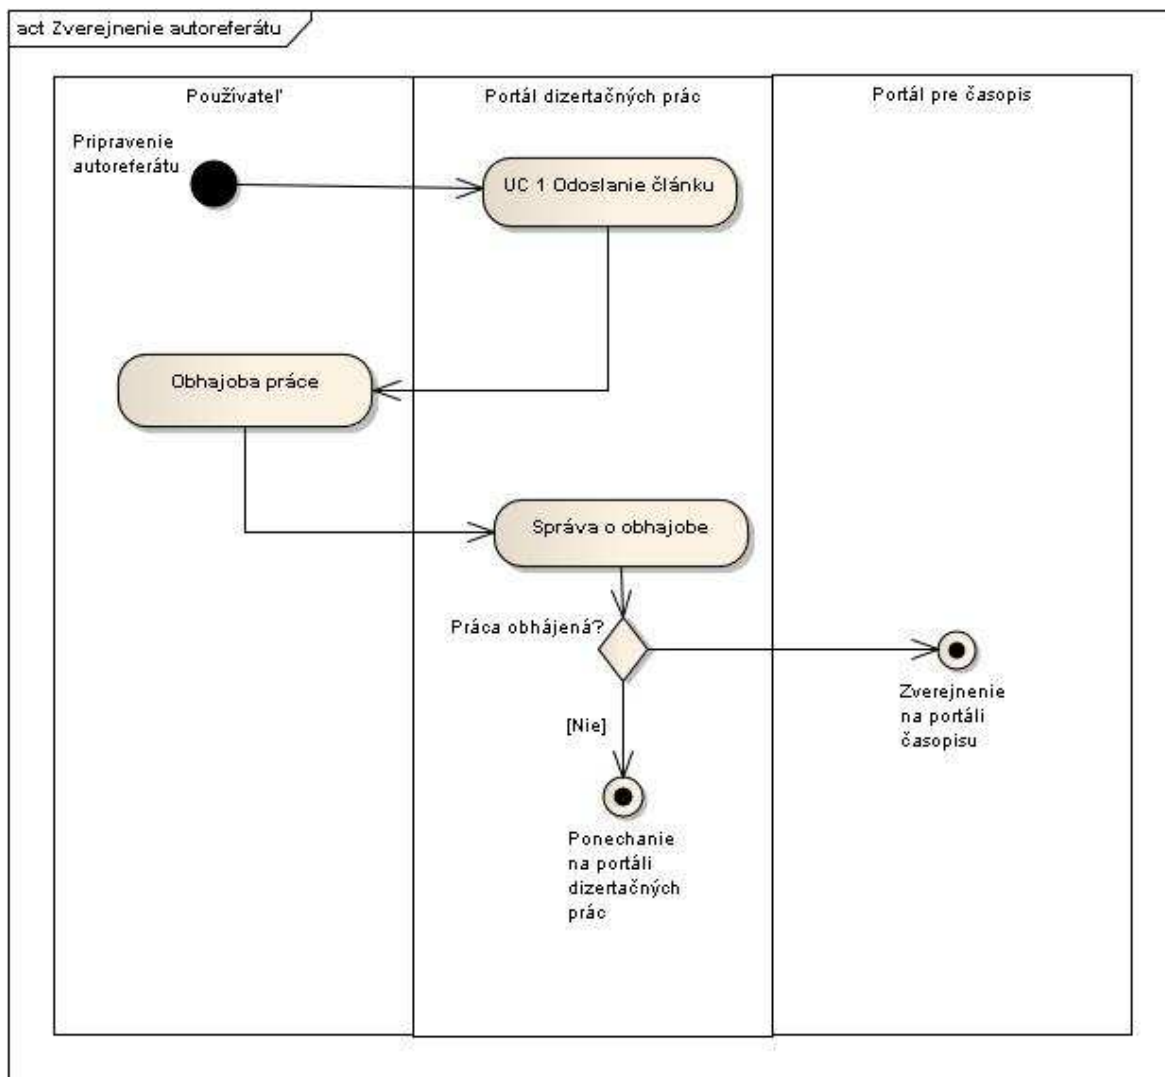 act Zverejnenie autoreferátu
Používateľ
Portál dizertačných prác
Portál pre časopis
Pripravenie
autoreferátu
UC 1 Odoslanie článku
Obhajoba práce
Správa o obhajobe
Práca obhájená?
Zverejnenie
na portáli
časopisu
[Nie]
Ponechanie
na portáli
dizertačných
prác